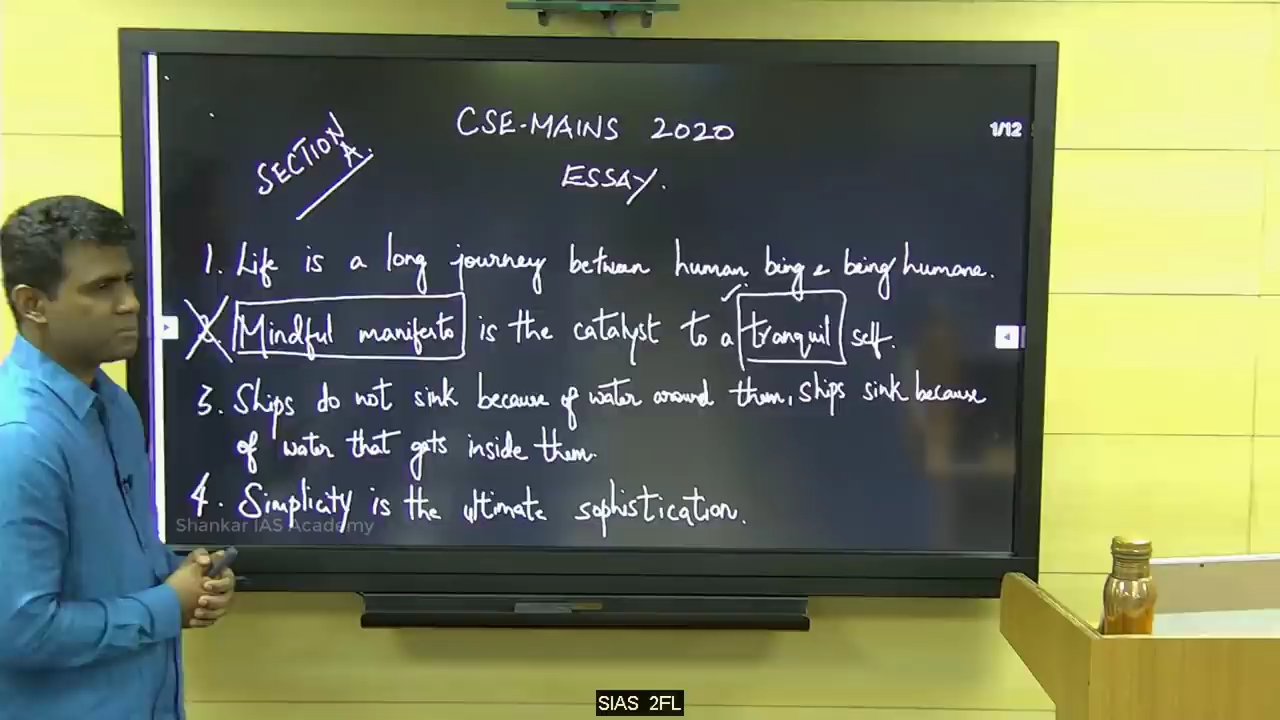 CSE-MAINS 2020
1/12
SECTION A.
ESSAY.
1. Life is a long journey between human bing & being humane.
2. Mindful manifesto is the catalyst to a tranquil self.
3. Ships do not sink because of water around them, ships sink because
of water that gets inside them.
4. Simplicity is the ultimate sophistication.
Shankar IAS Academy
SIAS 2FL